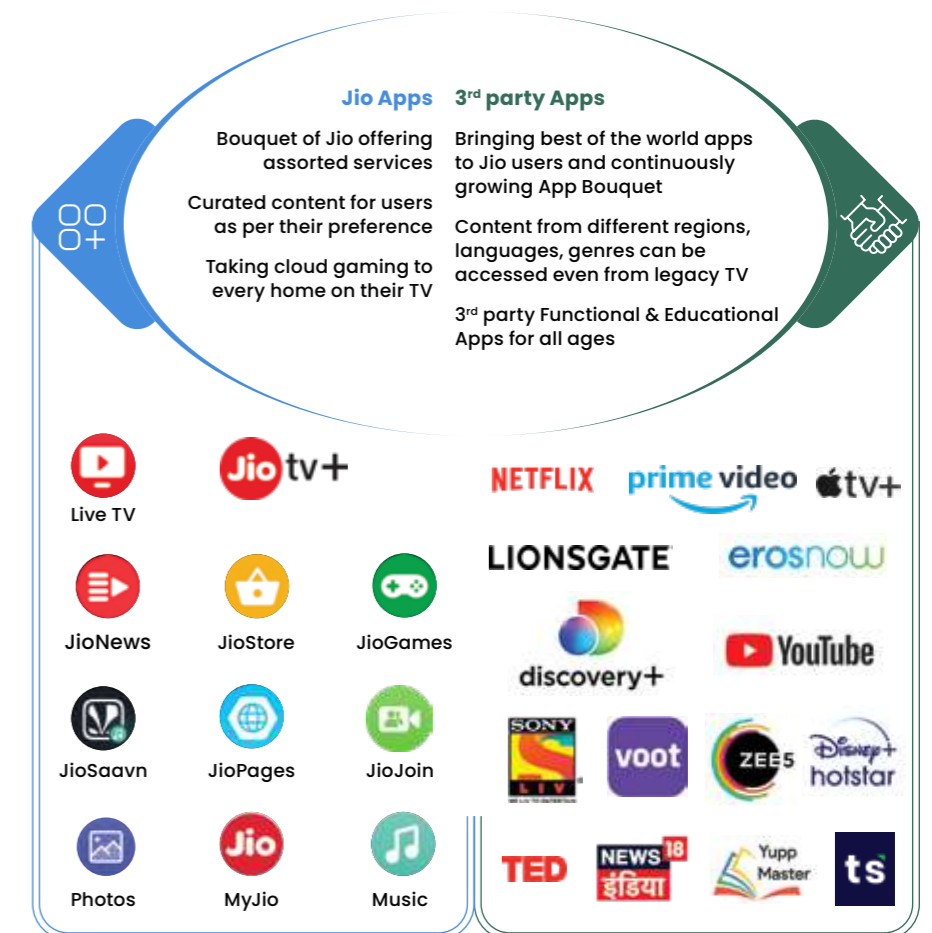 Jio Apps
Bouquet of Jio offering
assorted services
Curated content for users
as per their preference
Taking cloud gaming to
every home on their TV
3rd party Apps
Bringing best of the world apps
to Jio users and continuously
growing App Bouquet
Content from different regions,
languages, genres can be
accessed even from legacy TV
3rd party Functional & Educational
Apps for all ages
Live TV
Jio tv+
JioNews
JioStore
JioGames
JioSaavn
JioPages
JioJoin
Photos
Jio
MyJio
Music
NETFLIX
prime video
tv+
LIONSGATE
erosnow
discovery+
YouTube
SONY
LIV
voot
ZEE5
Disney+
hotstar
TED
NEWS 18
इंडिया
Yupp
Master
ts